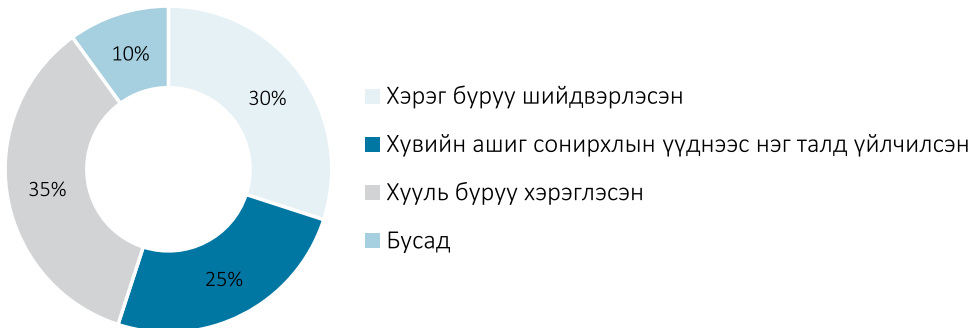 10%
30%
35%
25%
Хэрэг буруу шийдвэрлэсэн
Хувийн ашиг сонирхлын үүднээс нэг талд үйлчилсэн
Хууль буруу хэрэглэсэн
Бусад